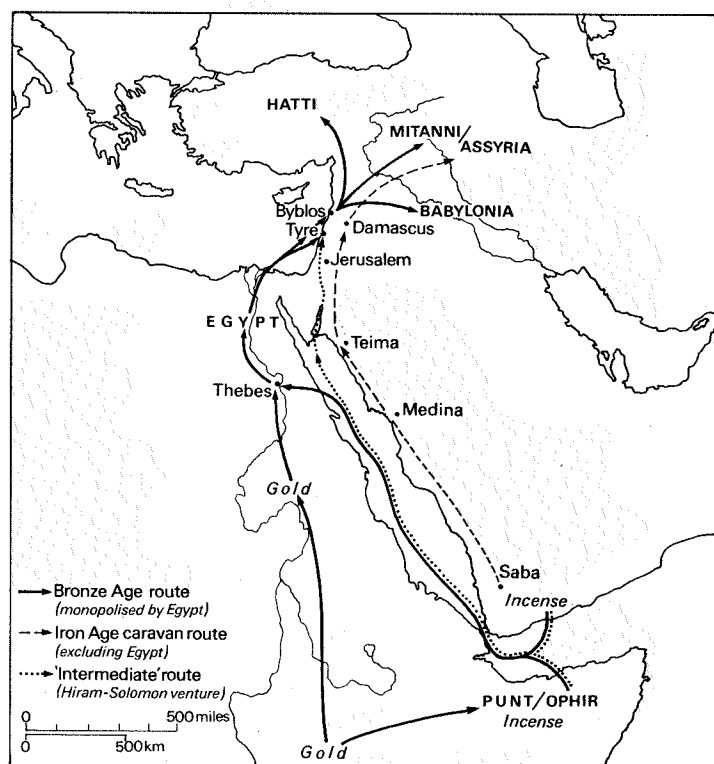 HATTI
MITANNI/
ASSYRIA
Byblos
BABYLONIA
Tyre
Damascus
Jerusalem
EGYPT
Teima
Thebes
Medina
Gold
Saba
Incense
Bronze Age route
(monopolised by Egypt)
Iron Age caravan route
(excluding Egypt)
'Intermediate' route
(Hiram-Solomon venture)
PUNT/OPHIR
Incense
0 500 miles
0 500km
Gold